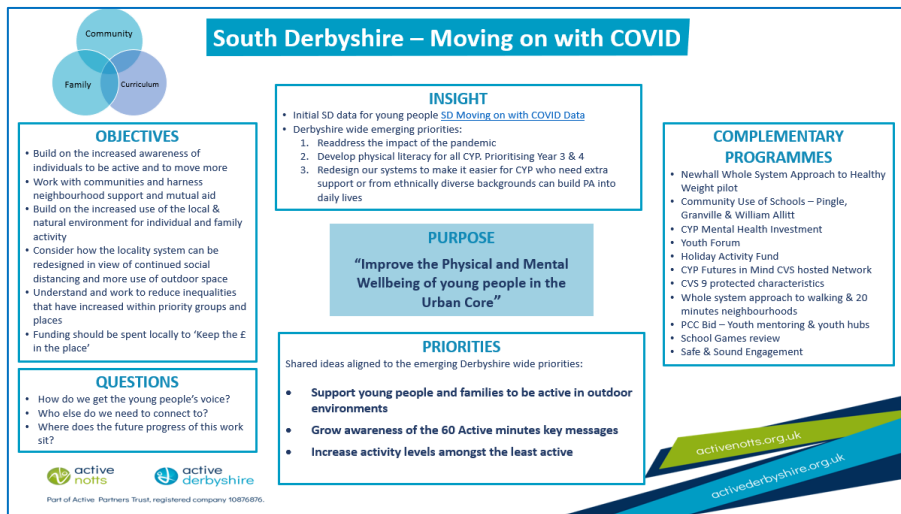 Community
Family
Curriculum
South Derbyshire – Moving on with COVID
OBJECTIVES
• Build on the increased awareness of
individuals to be active and to move more
• Work with communities and harness
neighbourhood support and mutual aid
• Build on the increased use of the local &
natural environment for individual and family
activity
• Consider how the locality system can be
redesigned in view of continued social
distancing and more use of outdoor space
• Understand and work to reduce inequalities
that have increased within priority groups and
places
• Funding should be spent locally to ‘Keep the £
in the place’
QUESTIONS
• How do we get the young people’s voice?
• Who else do we need to connect to?
• Where does the future progress of this work
sit?
INSIGHT
• Initial SD data for young people SD Moving on with COVID Data
• Derbyshire wide emerging priorities:
1. Readdress the impact of the pandemic
2. Develop physical literacy for all CYP. Prioritising Year 3 & 4
3. Redesign our systems to make it easier for CYP who need extra
support or from ethnically diverse backgrounds can build PA into
daily lives
PURPOSE
“Improve the Physical and Mental
Wellbeing of young people in the
Urban Core”
PRIORITIES
Shared ideas aligned to the emerging Derbyshire wide priorities:
• Support young people and families to be active in outdoor
environments
• Grow awareness of the 60 Active minutes key messages
• Increase activity levels amongst the least active
COMPLEMENTARY
PROGRAMMES
• Newhall Whole System Approach to Healthy
Weight pilot
• Community Use of Schools – Pingle,
Granville & William Allitt
• CYP Mental Health Investment
• Youth Forum
• Holiday Activity Fund
• CYP Futures in Mind CVS hosted Network
• CVS 9 protected characteristics
• Whole system approach to walking & 20
minutes neighbourhoods
• PCC Bid – Youth mentoring & youth hubs
• School Games review
• Safe & Sound Engagement
active
notts
active
derbyshire
Part of Active Partners Trust, registered company 10876876.
activenotts.org.uk
activederbyshire.org.uk